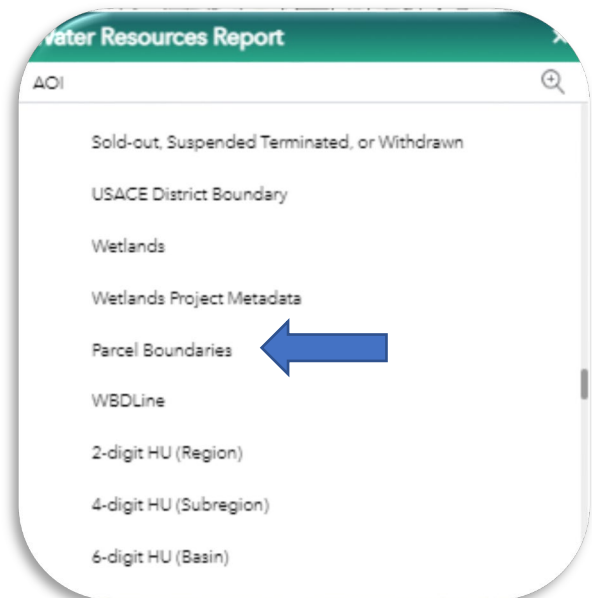 Water Resources Report
AOI
Sold-out, Suspended Terminated, or Withdrawn
USACE District Boundary
Wetlands
Wetlands Project Metadata
Parcel Boundaries
WBDLine
2-digit HU (Region)
4-digit HU (Subregion)
6-digit HU (Basin)